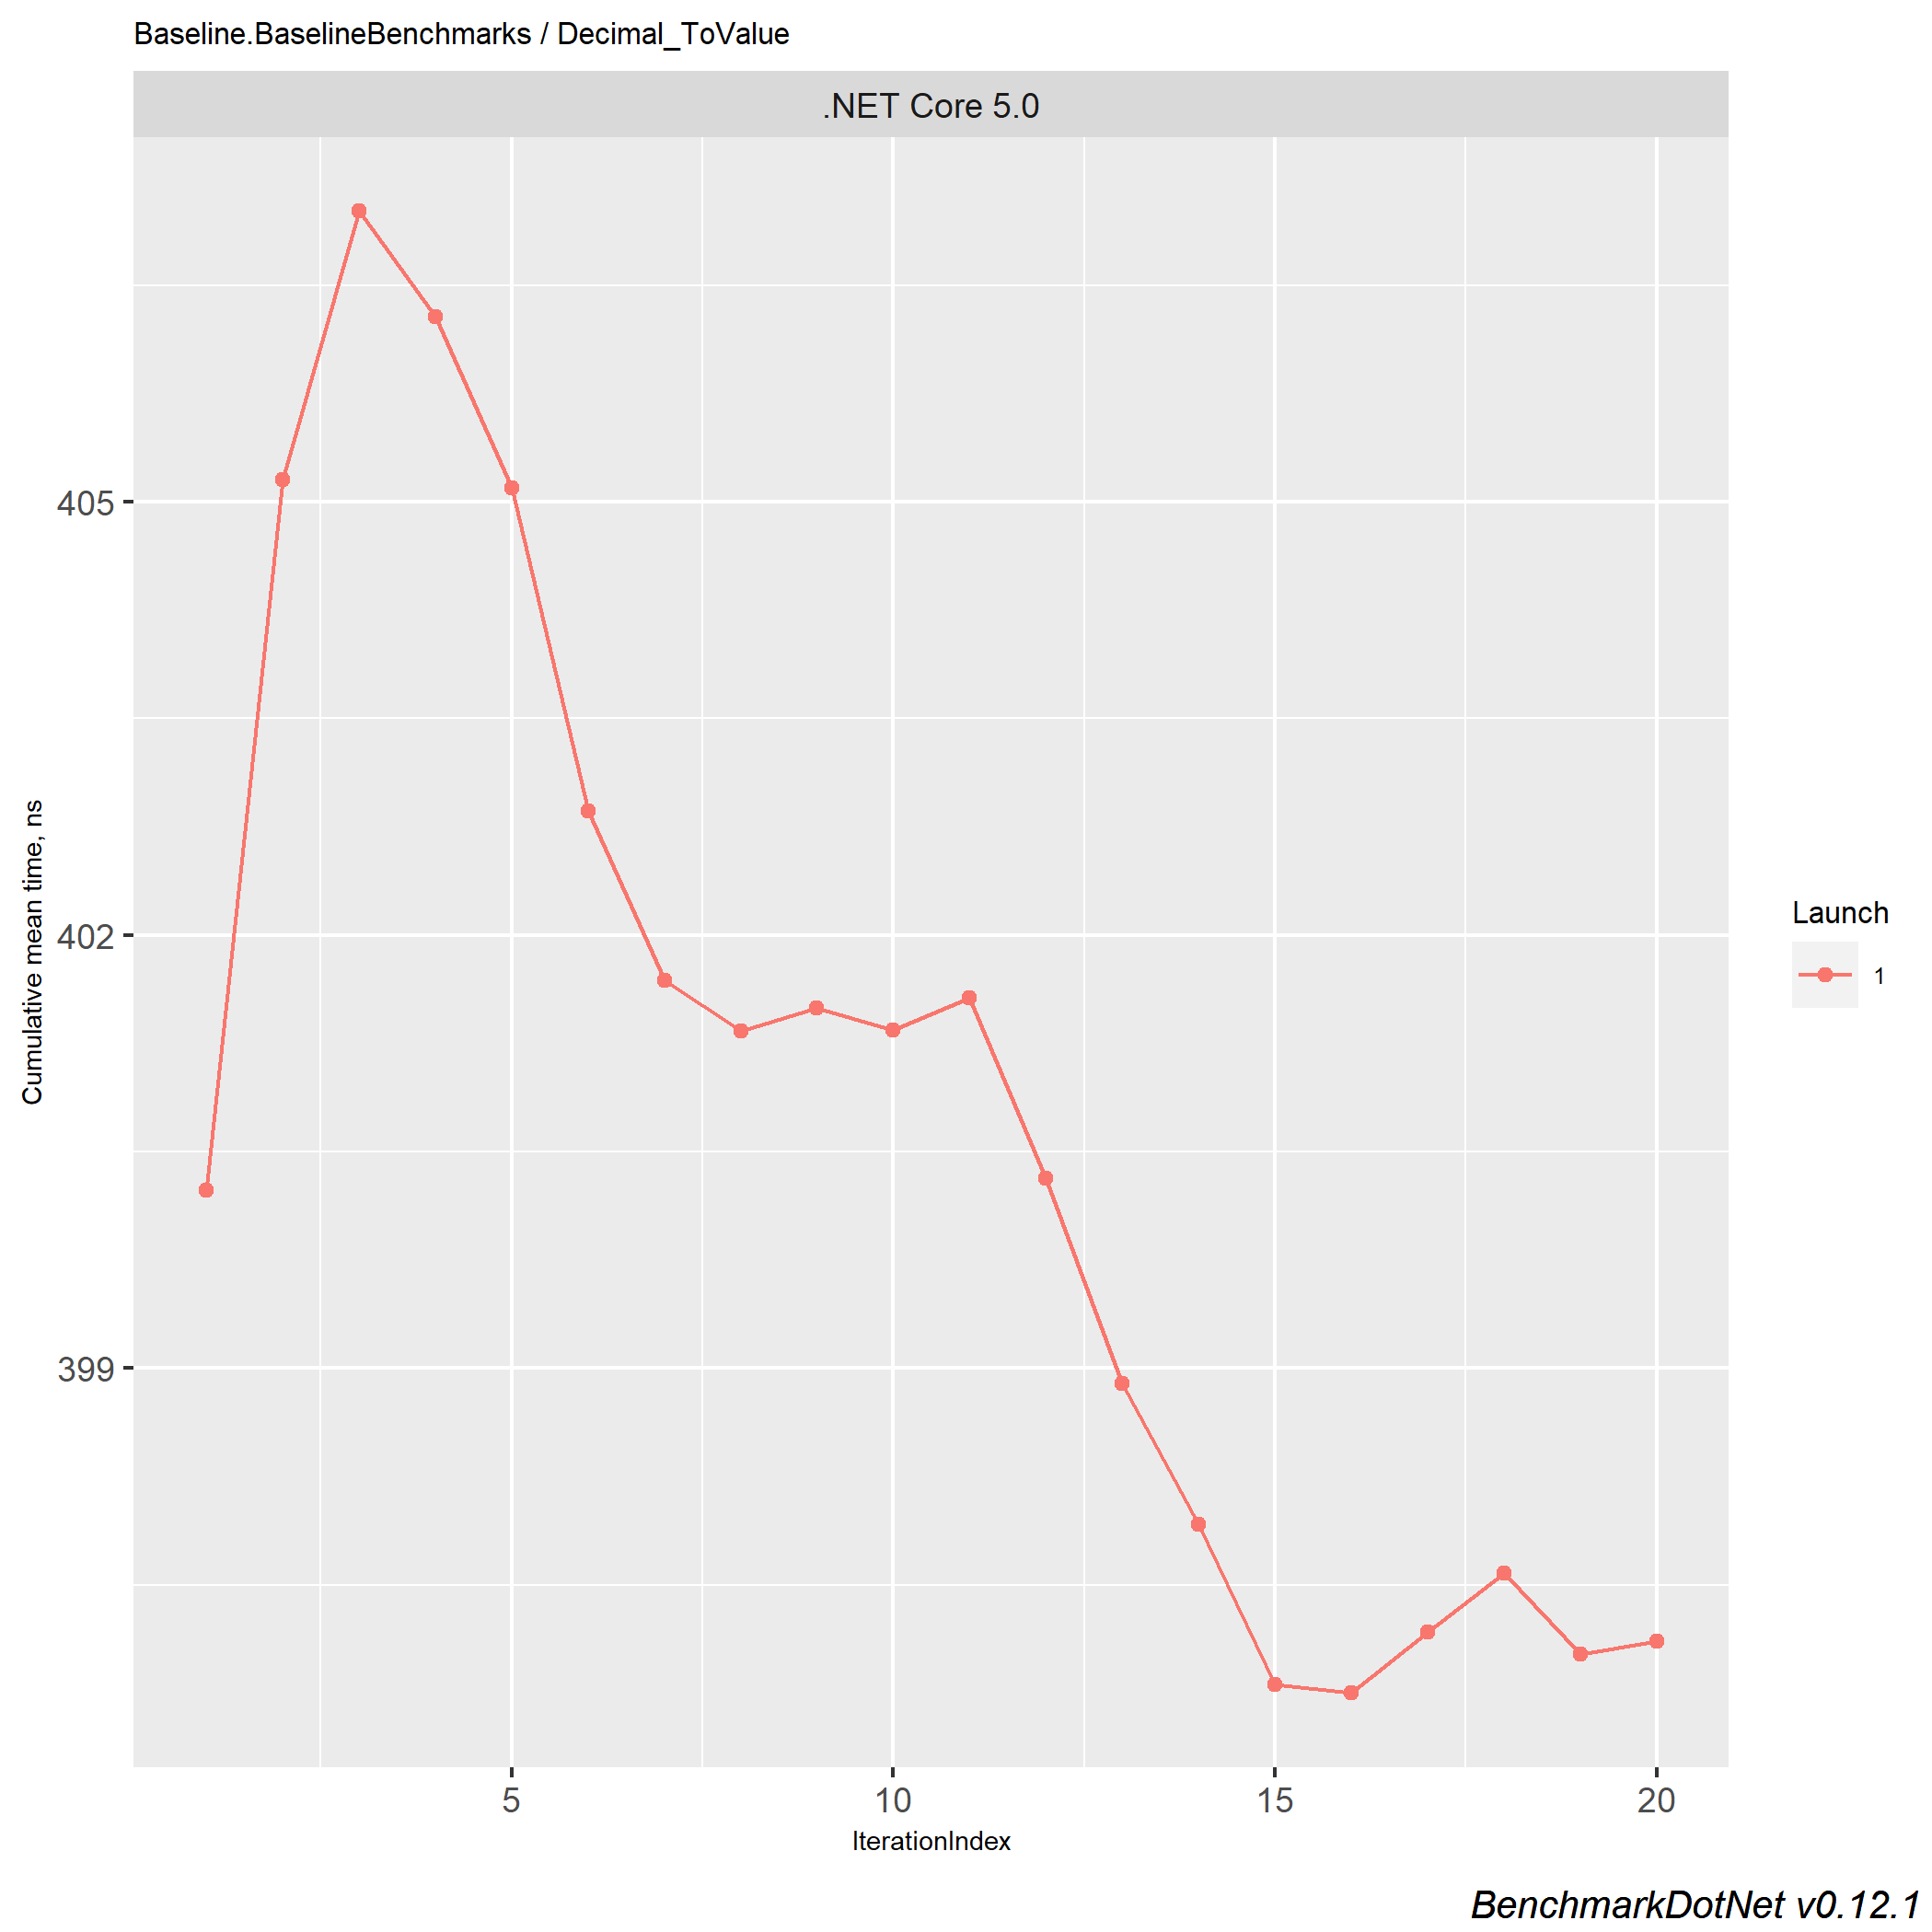 Baseline.BaselineBenchmarks / Decimal_ToValue
.NET Core 5.0
405
402
399
Cumulative mean time, ns
5 10 15 20
IterationIndex
Launch
1
BenchmarkDotNet v0.12.1